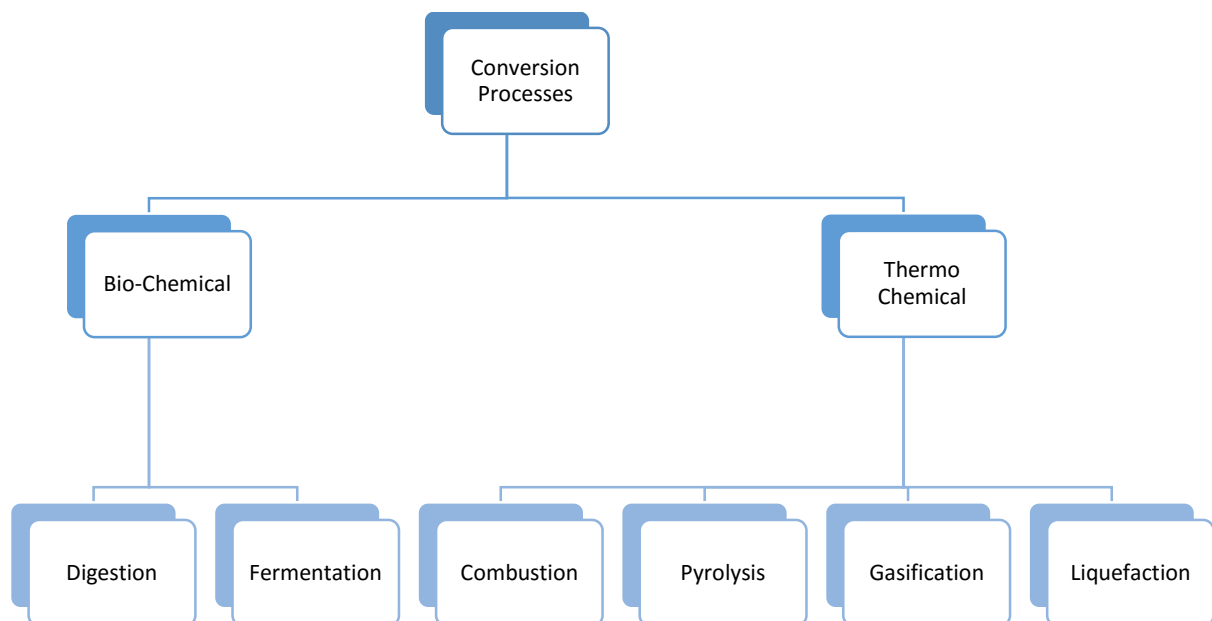 Conversion
Processes
Bio-Chemical
Thermo
Chemical
Digestion
Fermentation
Combustion
Pyrolysis
Gasification
Liquefaction